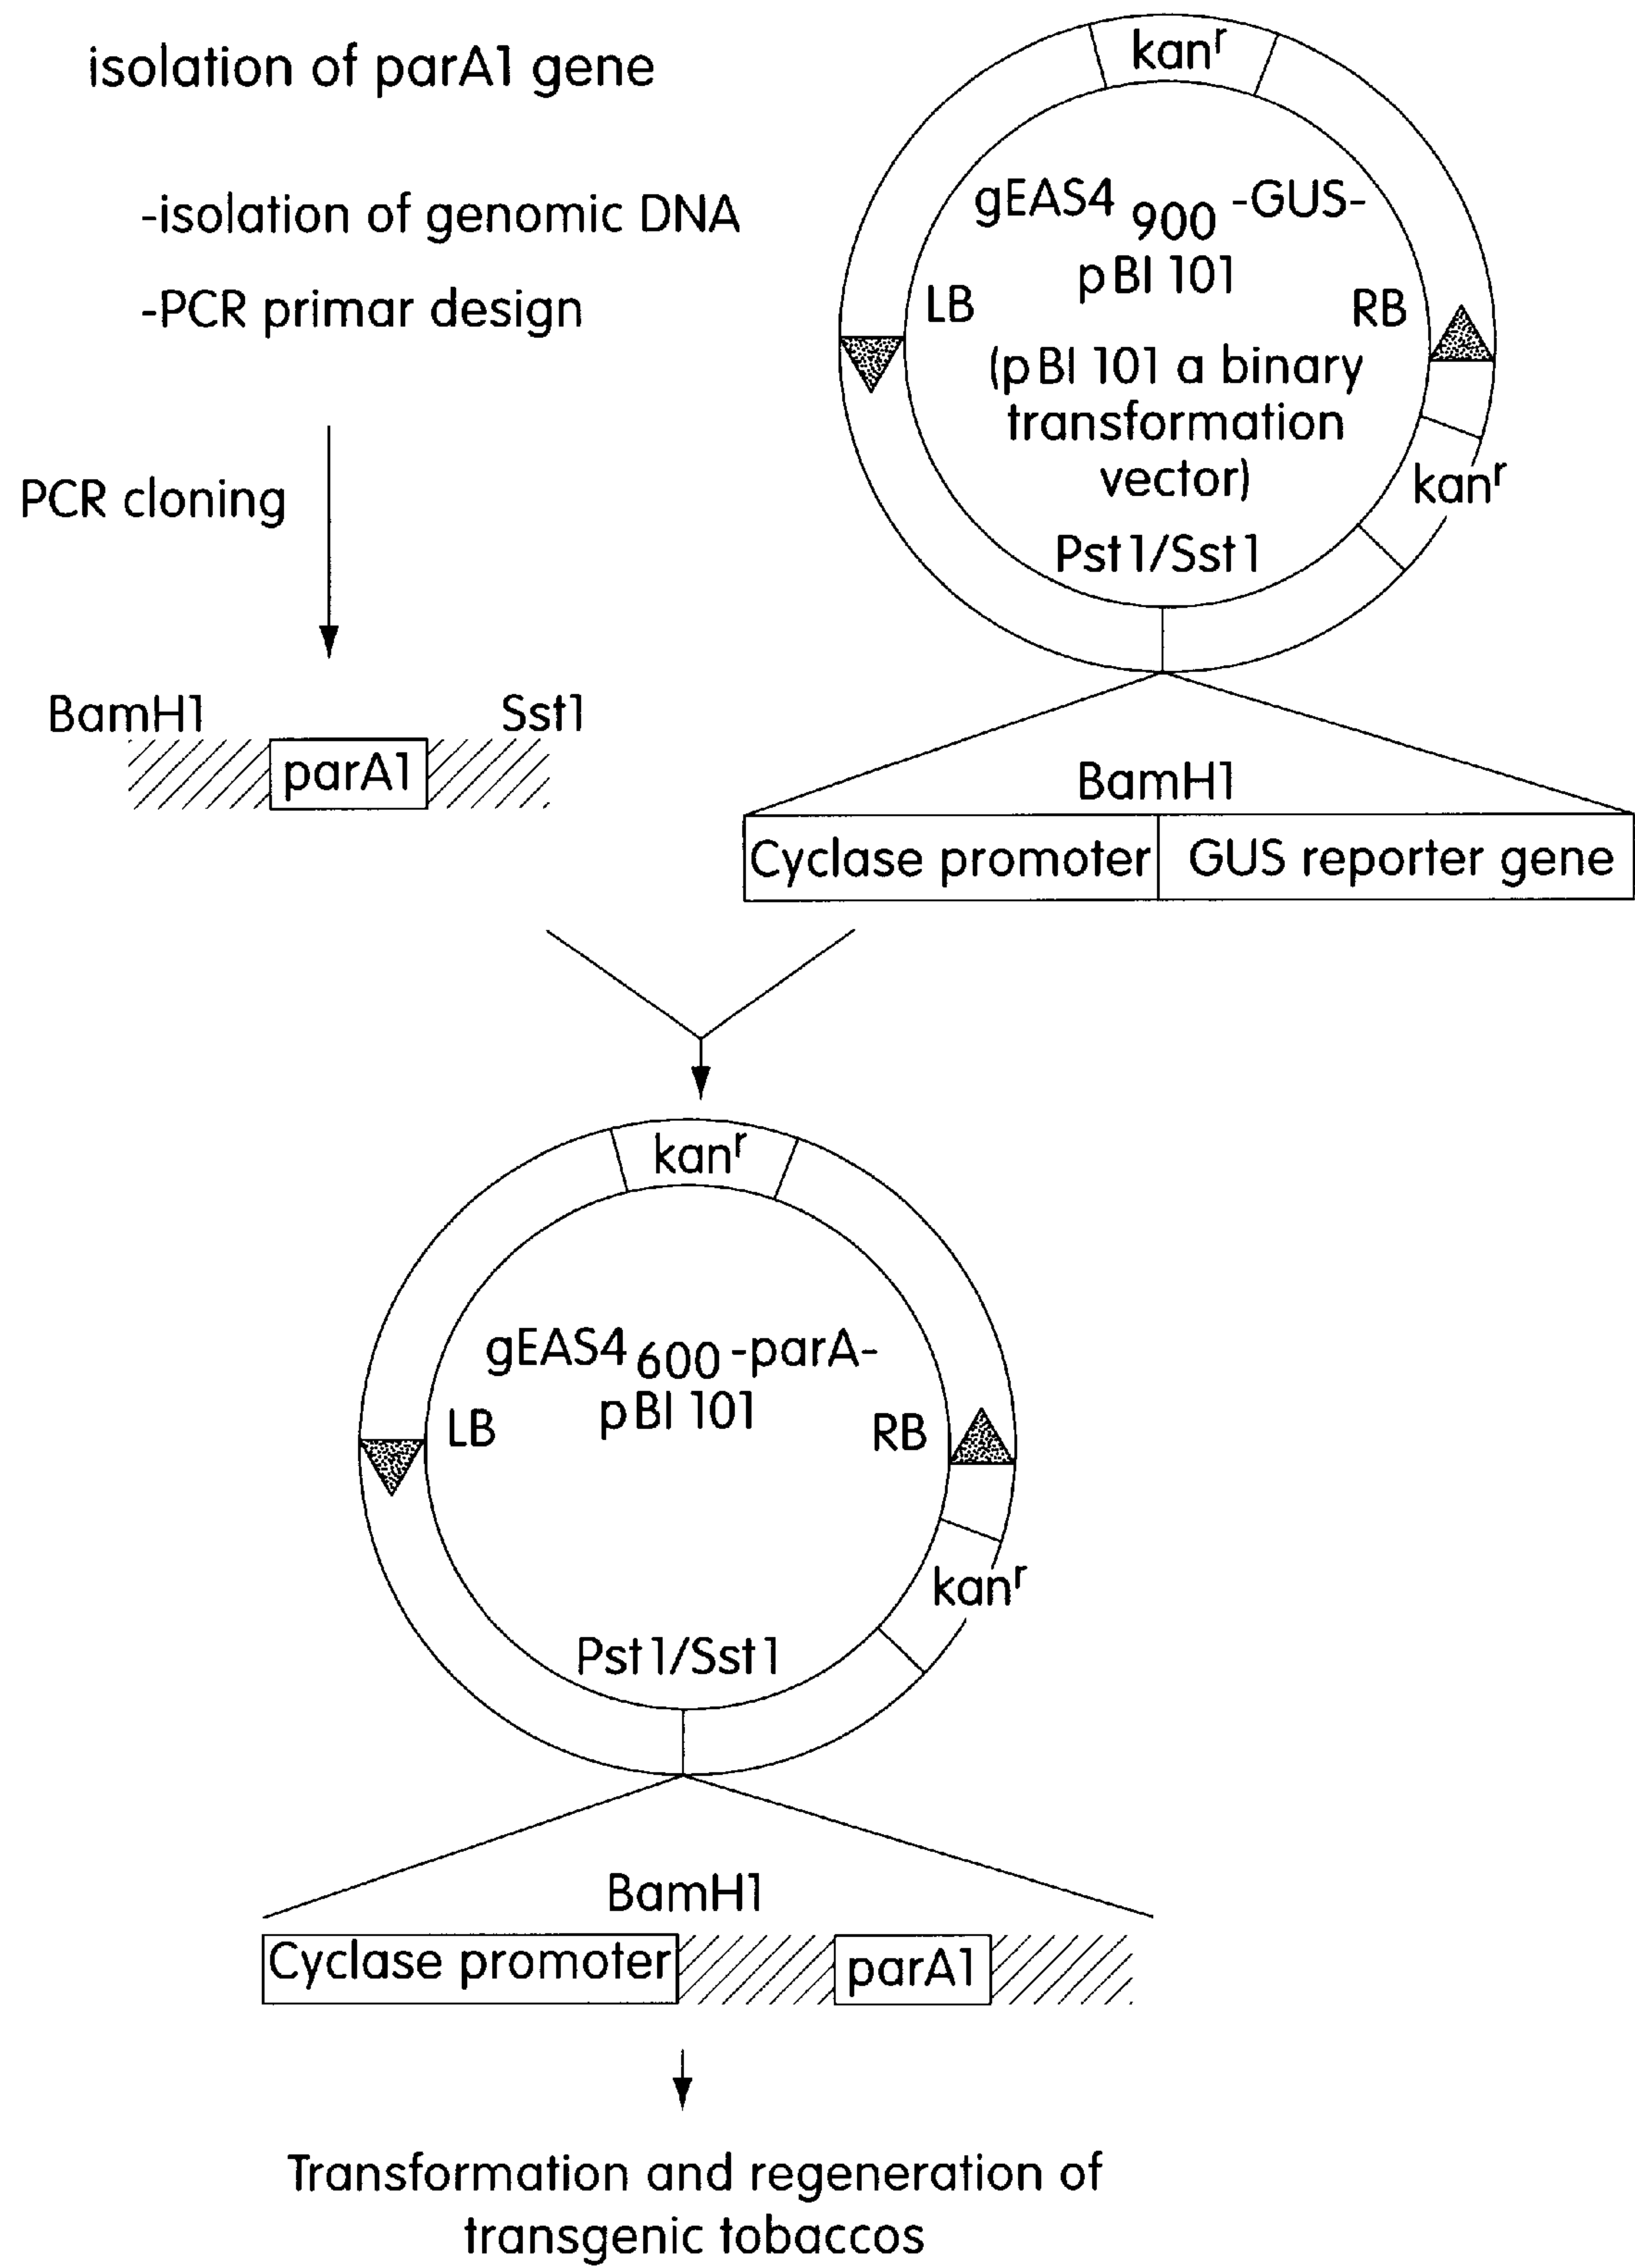 isolation of parA1 gene
-isolation of genomic DNA
-PCR primar design
PCR cloning
BamH1 Sst1
parA1
kanr
gEAS4 900 -GUS-
pBI 101
LB RB
(pBI 101 a binary
transformation
vector)
kanr
Pst1/Sst1
BamH1
Cyclase promoter GUS reporter gene
kanr
gEAS4 600 -parA-
pBI 101
LB RB
kanr
Pst1/Sst1
BamH1
Cyclase promoter parA1
Transformation and regeneration of
transgenic tobaccos